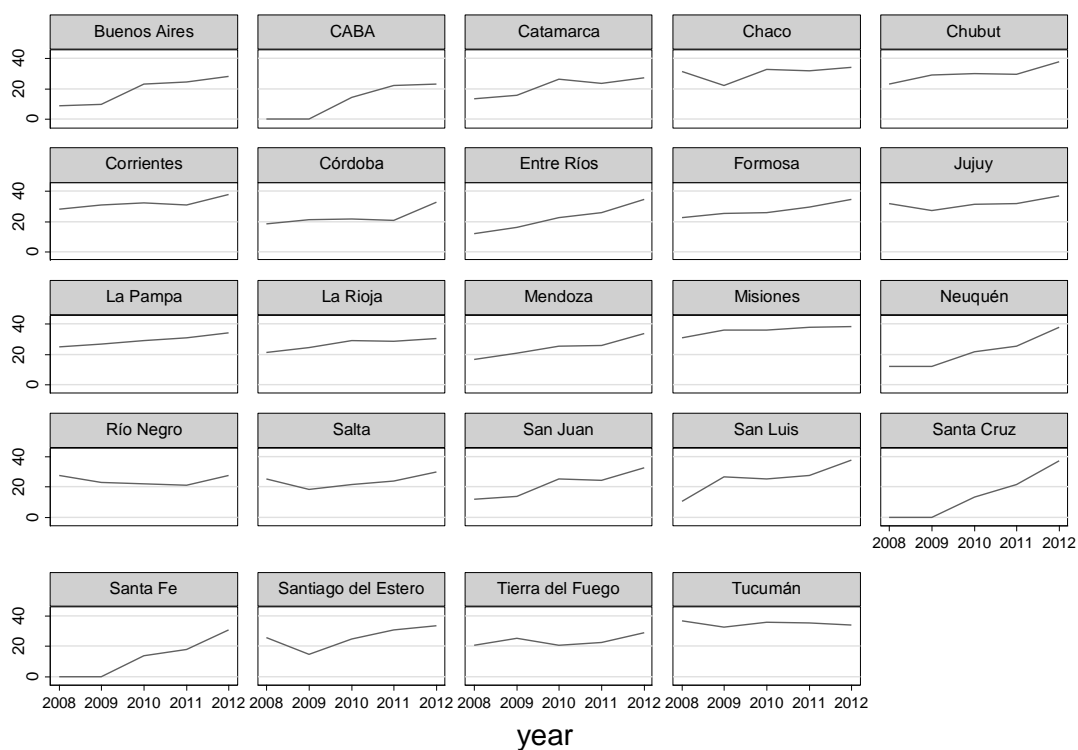 Buenos Aires CABA Catamarca Chaco Chubut
40
20
0
Corrientes Córdoba Entre Ríos Formosa Jujuy
40
20
0
La Pampa La Rioja Mendoza Misiones Neuquén
40
20
0
Río Negro Salta San Juan San Luis Santa Cruz
40
20
0
2008 2009 2010 2011 2012
Santa Fe Santiago del Estero Tierra del Fuego Tucumán
40
20
0
2008 2009 2010 2011 2012 2008 2009 2010 2011 2012 2008 2009 2010 2011 2012 2008 2009 2010 2011 2012
year